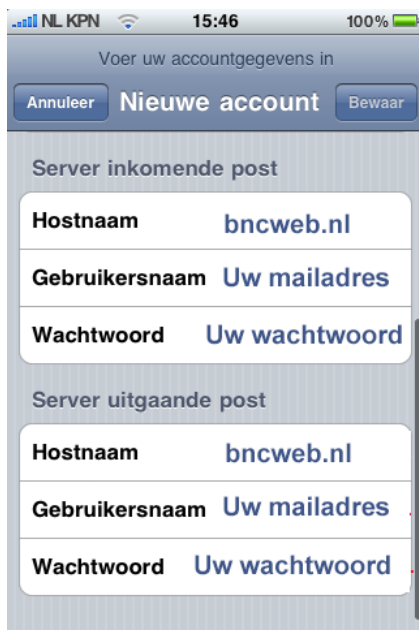 NL KPN 15:46 100%
Voer uw accountgegevens in
Annuleer Nieuwe account Bewaar
Server inkomende post
Hostnaam bncweb.nl
Gebruikersnaam Uw mailadres
Wachtwoord Uw wachtwoord
Server uitgaande post
Hostnaam bncweb.nl
Gebruikersnaam Uw mailadres
Wachtwoord Uw wachtwoord